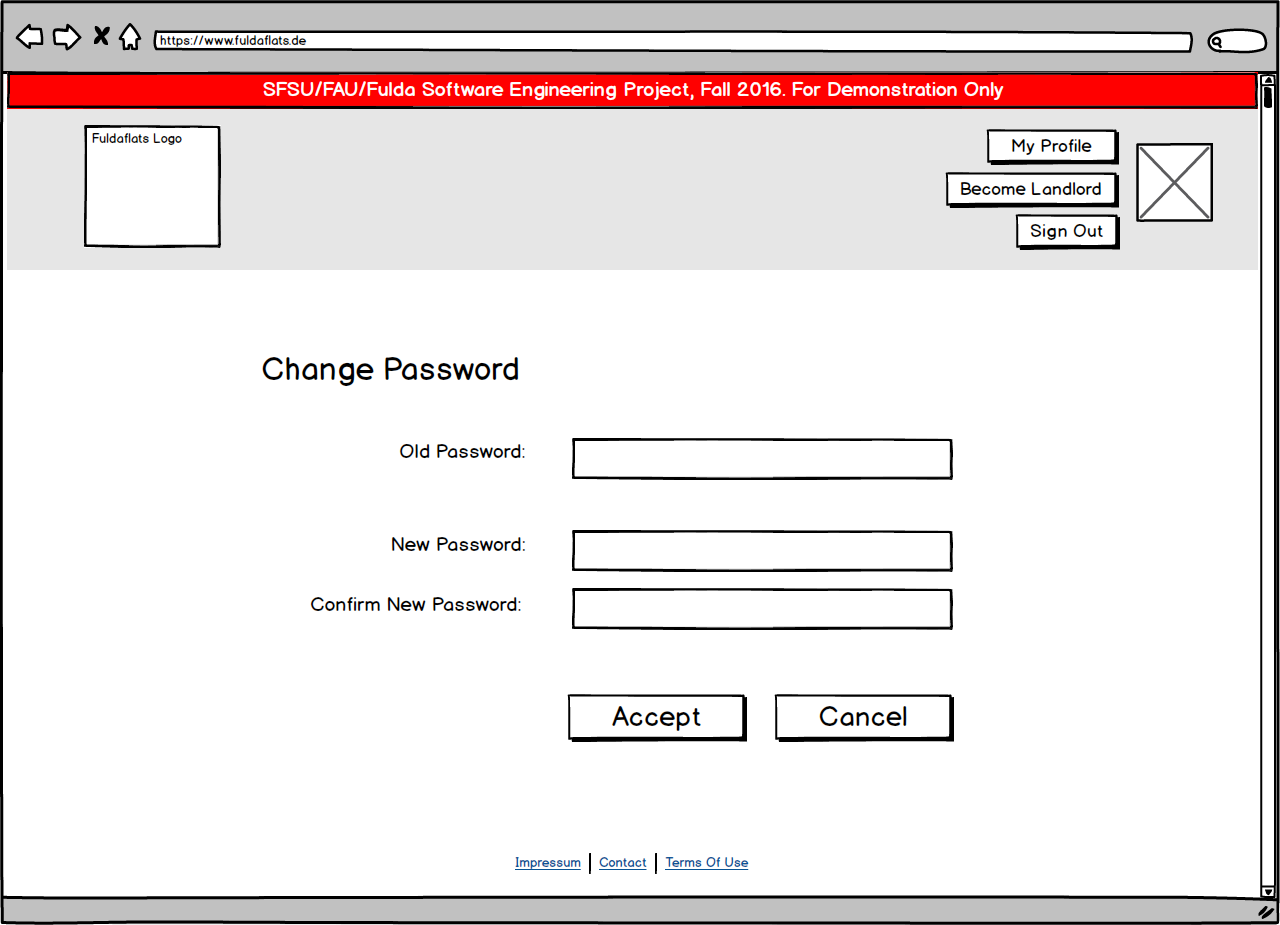 https://www.fuldaflats.de
SFSU/FAU/Fulda Software Engineering Project, Fall 2016. For Demonstration Only
Fuldaflats Logo
My Profile
Become Landlord
Sign Out
Change Password
Old Password:
New Password:
Confirm New Password:
Accept Cancel
Impressum Contact Terms Of Use